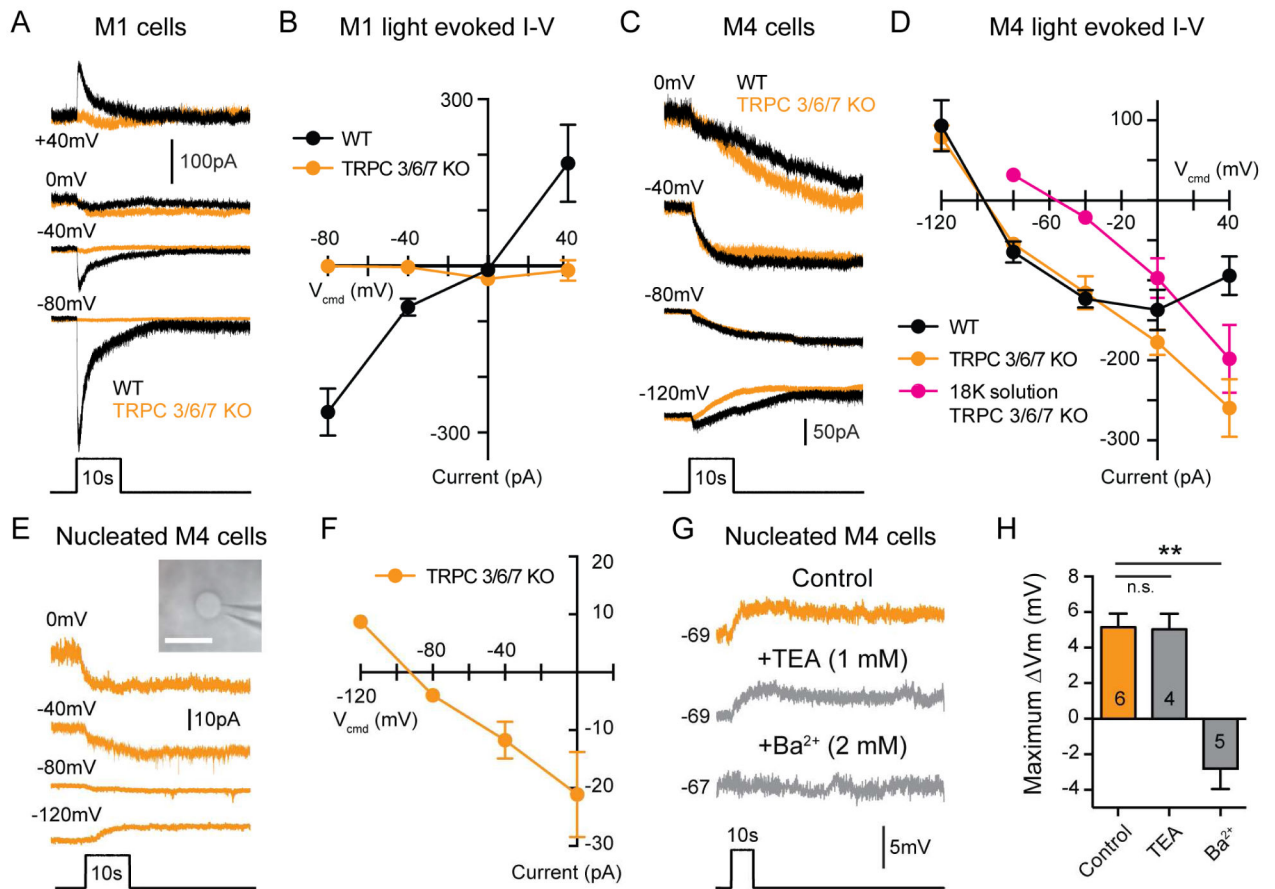 A
M1 cells
+40mV
100pA
0mV
-40mV
-80mV
WT
TRPC 3/6/7 KO
10s
B
M1 light evoked I-V
300
WT
TRPC 3/6/7 KO
-80
-40
40
Vcmd (mV)
-300
Current (pA)
C
M4 cells
0mV
WT
TRPC 3/6/7 KO
-40mV
-80mV
-120mV
50pA
10s
D
M4 light evoked I-V
100
Vcmd (mV)
-120
-60
-20
40
WT
TRPC 3/6/7 KO
18K solution
TRPC 3/6/7 KO
-200
-300
Current (pA)
E
Nucleated M4 cells
0mV
-40mV
10pA
-80mV
-120mV
10s
F
TRPC 3/6/7 KO
20
10
-80
-40
-120
Vcmd (mV)
-10
-20
-30
Current (pA)
G
Nucleated M4 cells
Control
-69
+TEA (1 mM)
-69
+Ba²⁺ (2 mM)
-67
10s
5mV
H
**
n.s.
Maximum ΔVm (mV)
8
6
4
2
0
-2
-4
6
4
5
Control
TEA
Ba²⁺